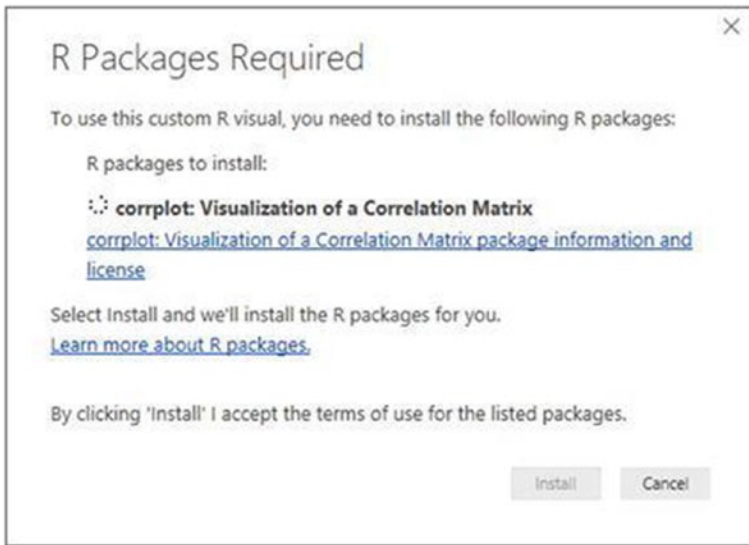 R Packages Required
To use this custom R visual, you need to install the following R packages:
R packages to install:
corrplot: Visualization of a Correlation Matrix
corrplot: Visualization of a Correlation Matrix package information and
license
Select Install and we'll install the R packages for you.
Learn more about R packages.
By clicking 'Install' I accept the terms of use for the listed packages.
Install Cancel